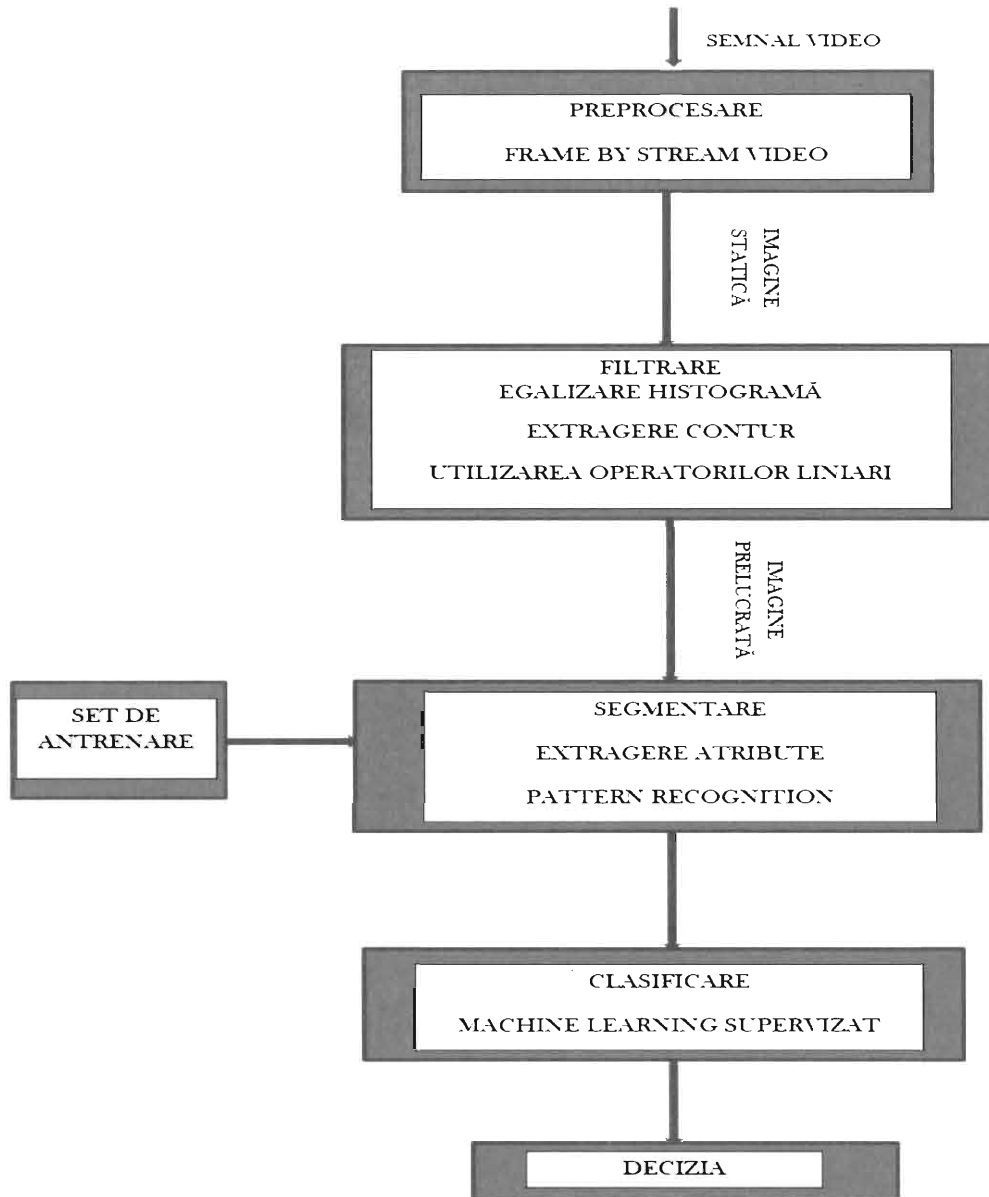 SEMNAL VIDEO
PREPROCESARE
FRAME BY STREAM VIDEO
IMAGINE
STATICĂ
FILTRARE
EGALIZARE HISTOGRAMĂ
EXTRAGERE CONTUR
UTILIZAREA OPERATORILOR LINIARI
IMAGINE
PRELUCRATĂ
SET DE
ANTRENARE
SEGMENTARE
EXTRAGERE ATRIBUTE
PATTERN RECOGNITION
CLASIFICARE
MACHINE LEARNING SUPERVIZAT
DECIZIA